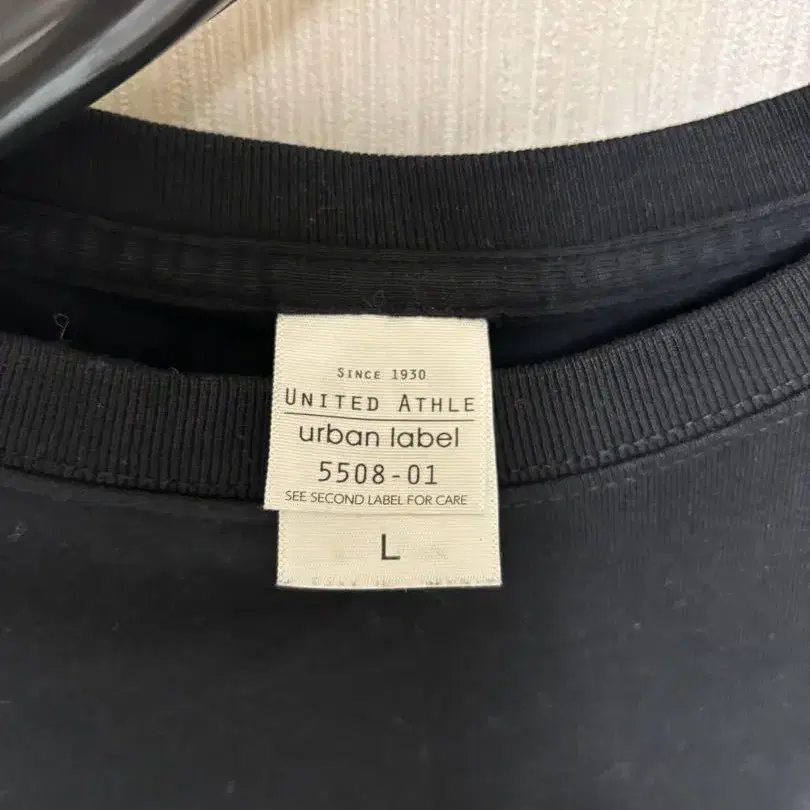 SINCE 1930
UNITED ATHLE
urban label
5508-01
SEE SECOND LABEL FOR CARE
L